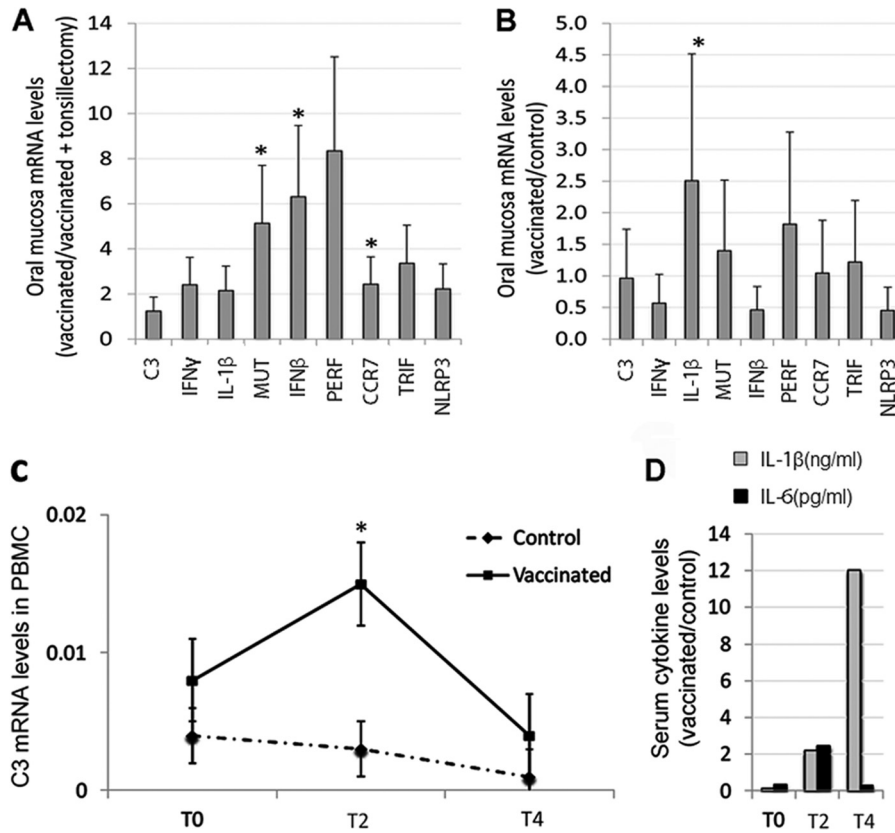 A
Oral mucosa mRNA levels
(vaccinated/vaccinated + tonsillectomy)
14
12
10
8
6
4
2
0
*
*
*
C3
IFNγ
IL-1β
MUT
IFNβ
PERF
CCR7
TRIF
NLRP3
B
Oral mucosa mRNA levels
(vaccinated/control)
5.0
4.5
4.0
3.5
3.0
2.5
2.0
1.5
1.0
0.5
0.0
*
C3
IFNγ
IL-1β
MUT
IFNβ
PERF
CCR7
TRIF
NLRP3
C
C3 mRNA levels in PBMC
0.02
0.01
0
*
Control
Vaccinated
T0
T2
T4
D
IL-1β(ng/ml)
IL-6(pg/ml)
Serum cytokine levels
(vaccinated/control)
14
12
10
8
6
4
2
0
T0
T2
T4